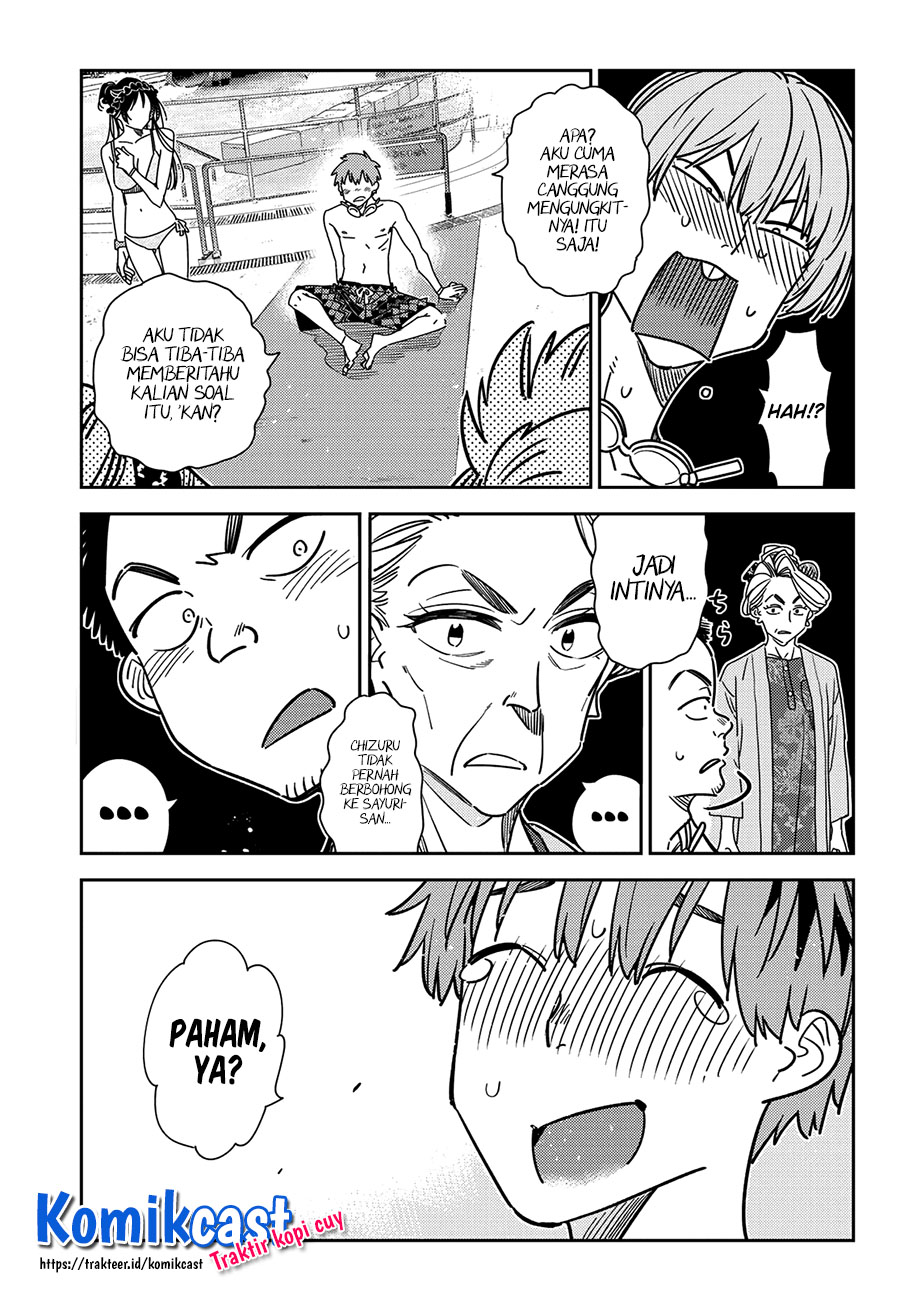 HAH!?
APA?
AKU CUMA
MERASA
CANGGUNG
MENGUNGKIT-
NYA! ITU
SAJA!
AKU TIDAK
BISA TIBA-TIBA
MEMBERITAHU
KALIAN SOAL
ITU, 'KAN?
JADI
INTINYA...
ちら
CHIZURU
TIDAK
PERNAH
BERBOHONG
KE SAYURI-
SAN...
...
...
PAHAM,
YA?
Komikcast
Traktir kopi cuy
https://trakteer.id/komikcast